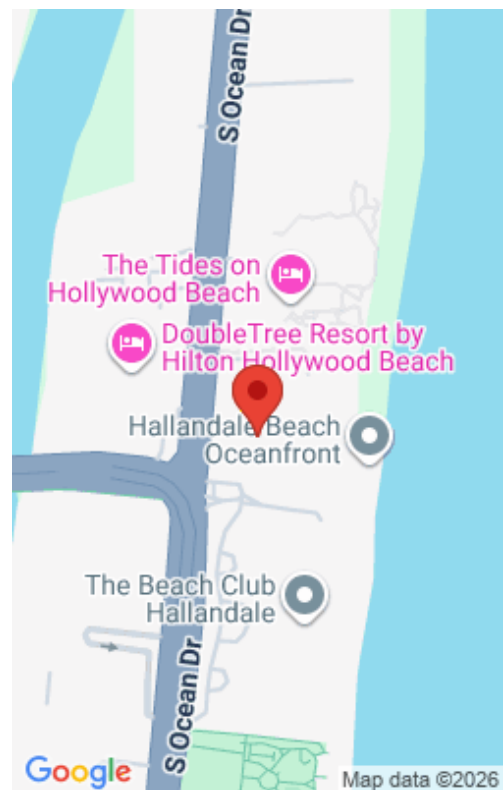 S Ocean Dr
The Tides on
Hollywood Beach
DoubleTree Resort by
Hilton Hollywood Beach
Hallandale Beach
Oceanfront
The Beach Club
Hallandale
S Ocean Dr
Google
Map data ©2026